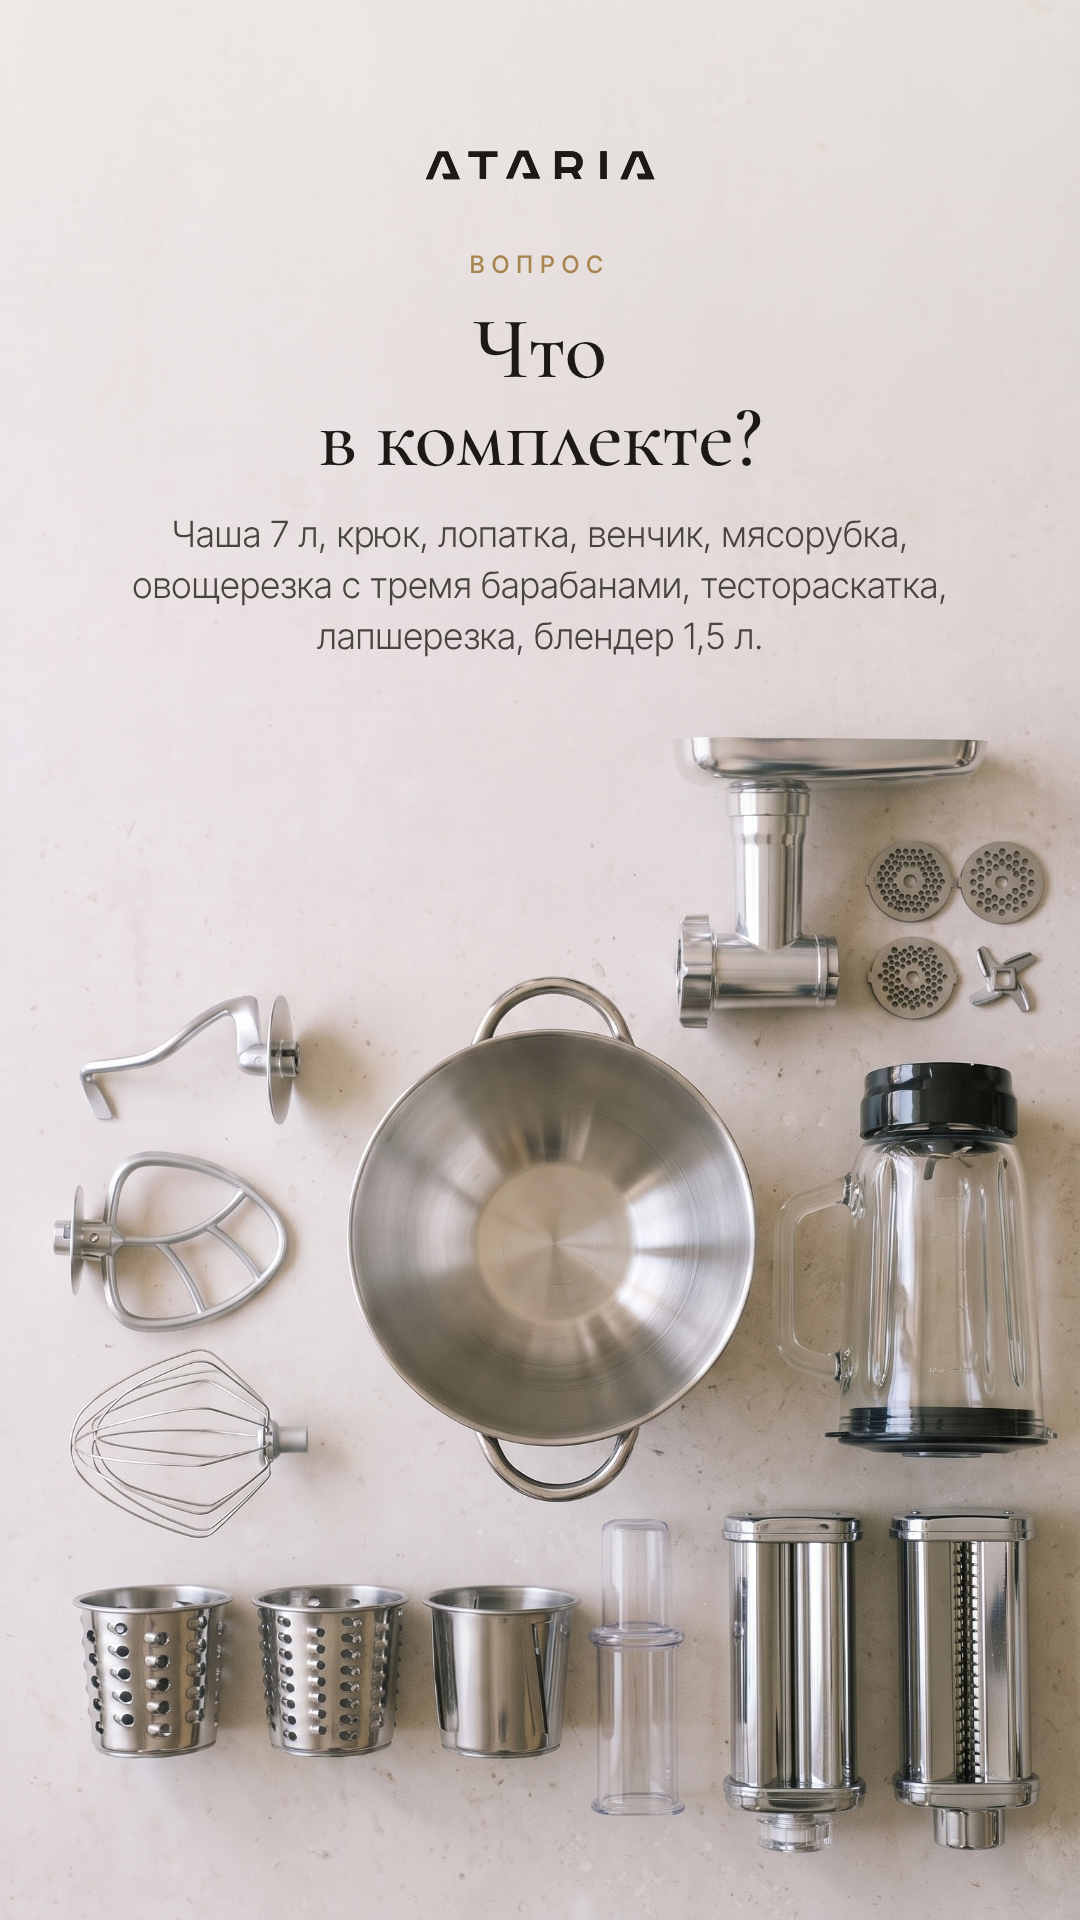 ATARIA
ВОПРОС
Что
в комплекте?
Чаша 7 л, крюк, лопатка, венчик, мясорубка,
овощерезка с тремя барабанами, тестораскатка,
лапшерезка, блендер 1,5 л.